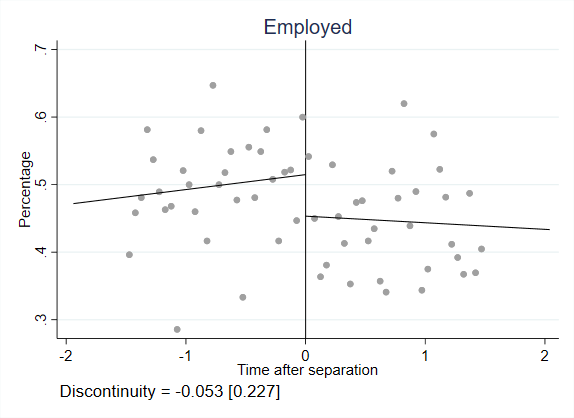 Employed
.7
.6
.5
.4
.3
Percentage
-2
-1
0
1
2
Time after separation
Discontinuity = -0.053 [0.227]